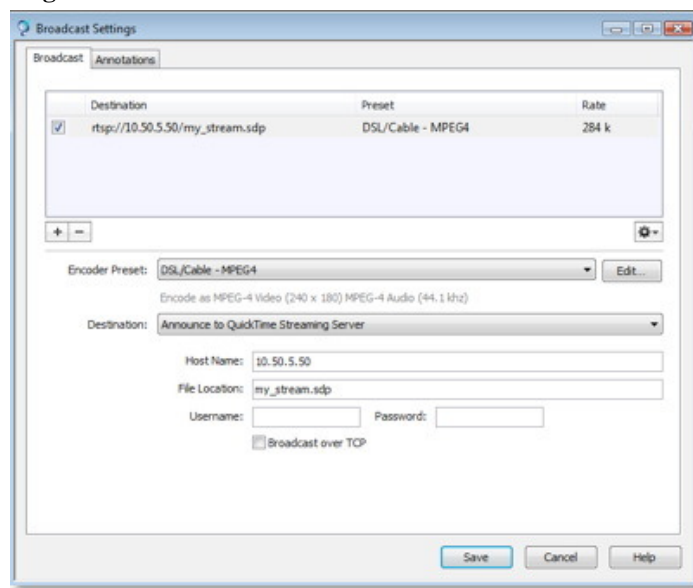 Broadcast Settings
Broadcast Annotations
Destination Preset Rate
rtsp://10.50.5.50/my_stream.sdp DSL/Cable - MPEG4 284 k
+ -
Encoder Preset: DSL/Cable - MPEG4 Edit...
Encode as MPEG-4 Video (240 x 180) MPEG-4 Audio (44.1 khz)
Destination: Announce to QuickTime Streaming Server
Host Name: 10.50.5.50
File Location: my_stream.sdp
Username: Password:
Broadcast over TCP
Save Cancel Help